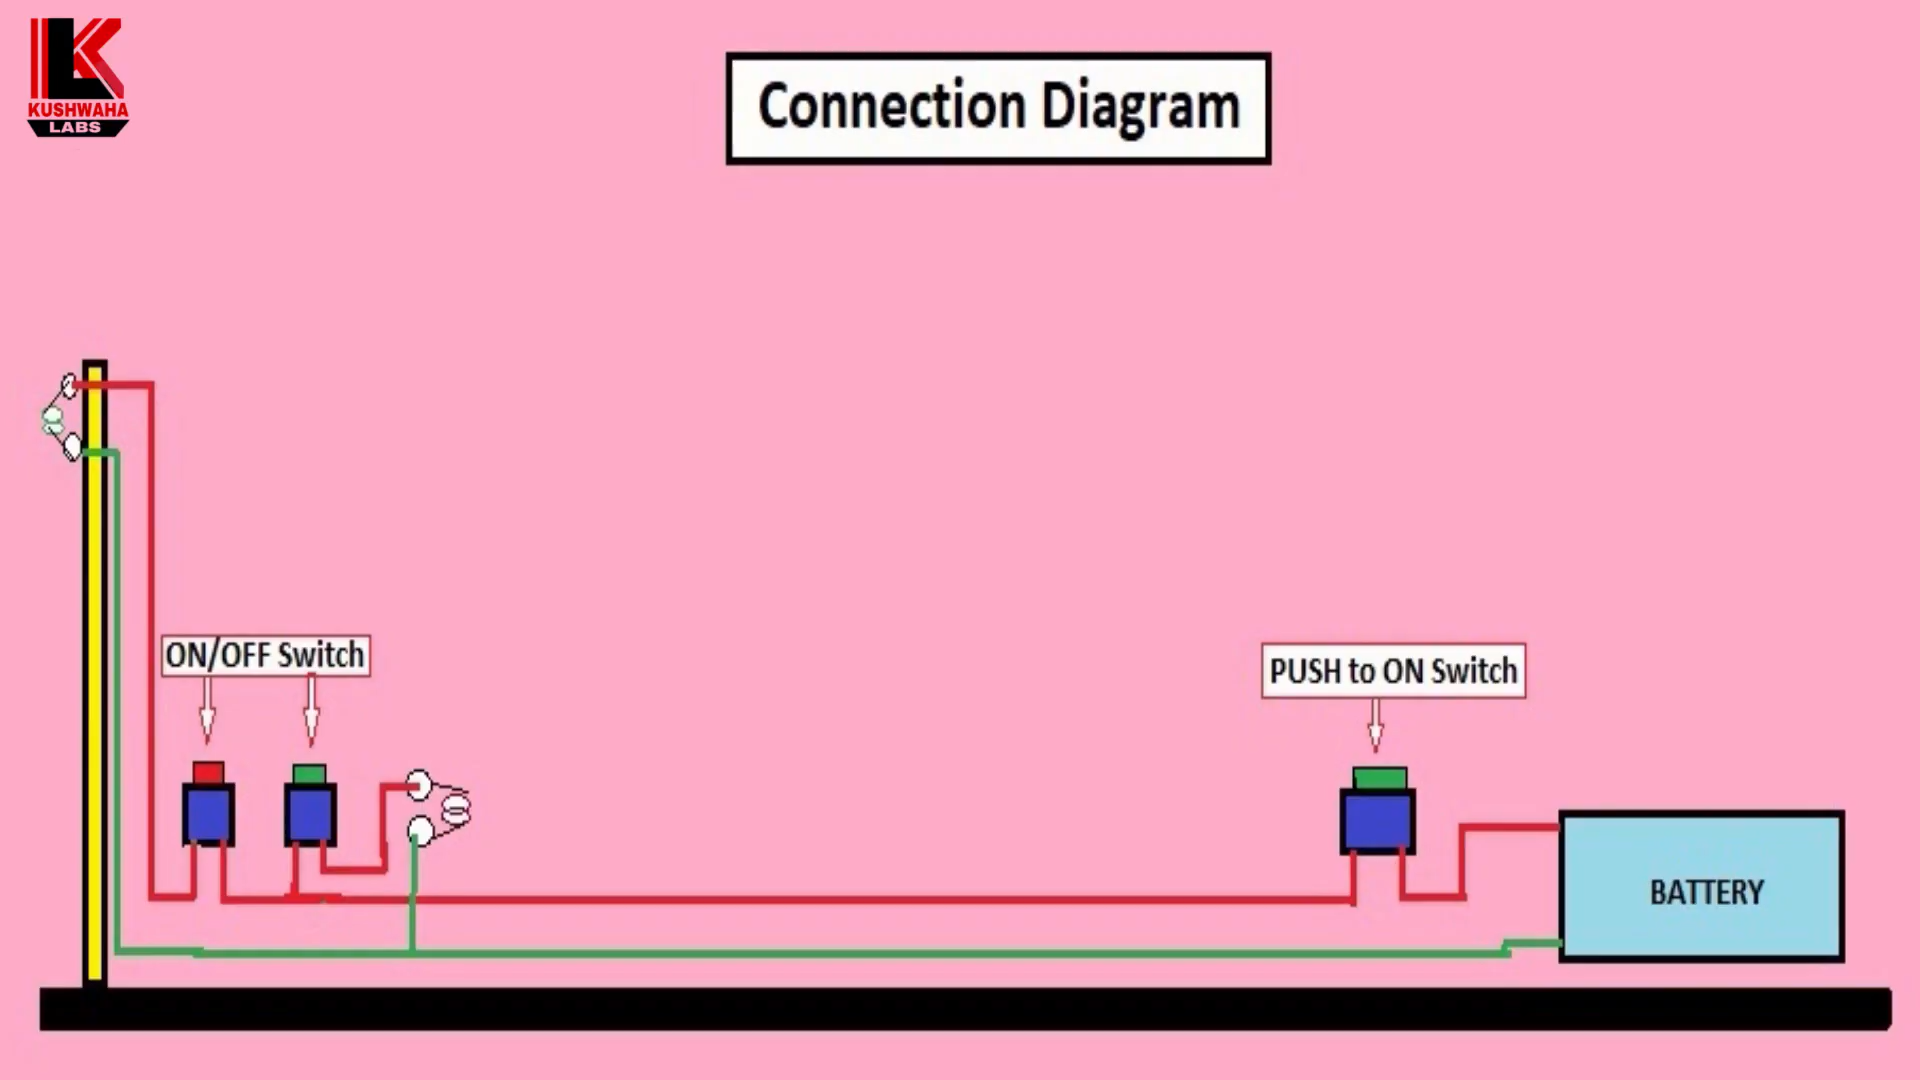 KUSHWAHA
LABS
Connection Diagram
ON/OFF Switch
PUSH to ON Switch
BATTERY